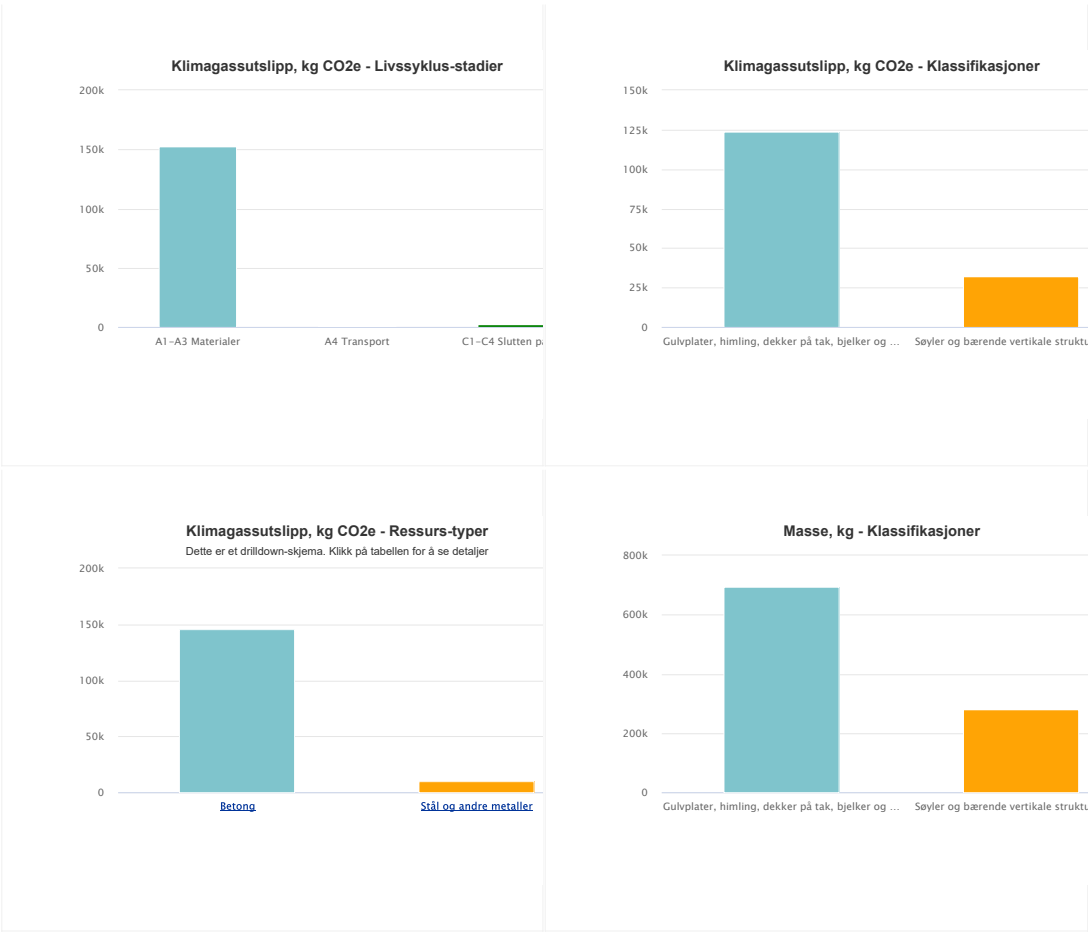 Klimagassutslipp, kg CO2e - Livssyklus-stadier
200k
150k
100k
50k
0
A1-A3 Materialer
A4 Transport
C1-C4 Slutten på
Klimagassutslipp, kg CO2e - Klassifikasjoner
150k
125k
100k
75k
50k
25k
0
Gulvplater, himling, dekker på tak, bjelker og ...
Søyler og bærende vertikale struktu
Klimagassutslipp, kg CO2e - Ressurs-typer
Dette er et drilldown-skjema. Klikk på tabellen for å se detaljer
200k
150k
100k
50k
0
Betong
Stål og andre metaller
Masse, kg - Klassifikasjoner
800k
600k
400k
200k
0
Gulvplater, himling, dekker på tak, bjelker og ...
Søyler og bærende vertikale struktu